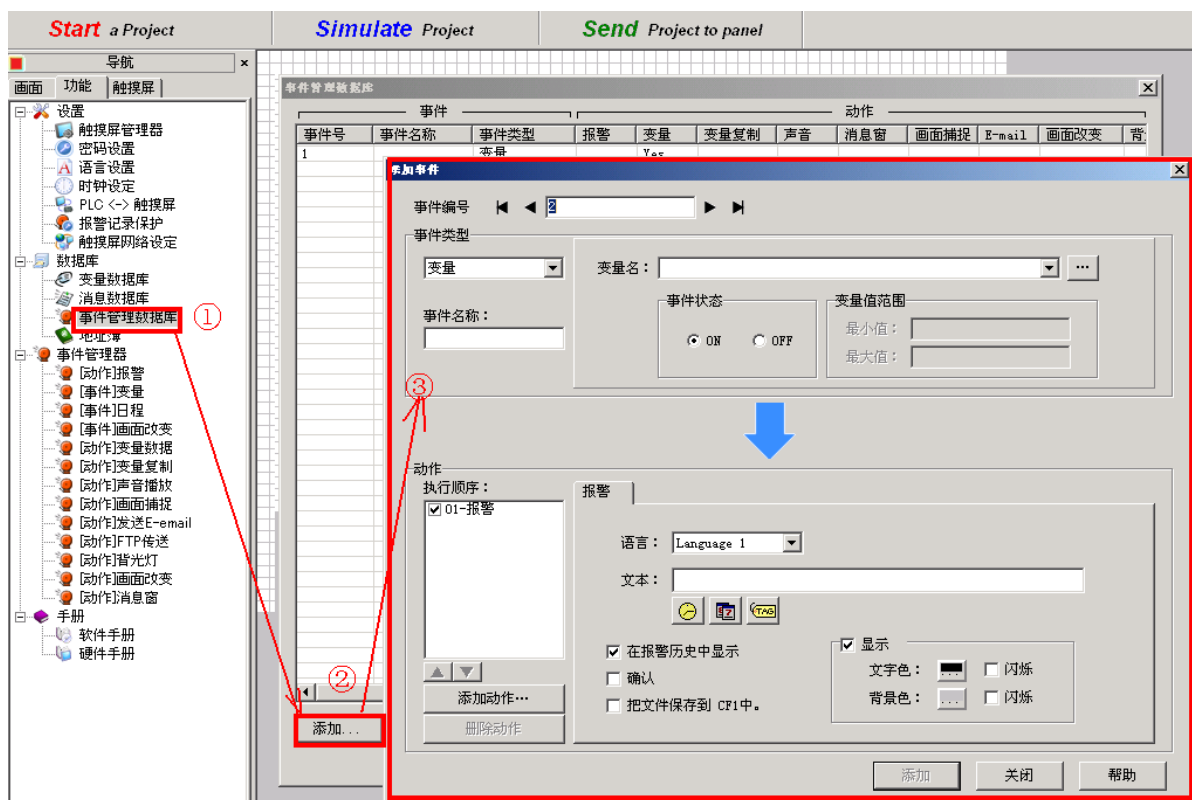 Start a Project
Simulate Project
Send Project to panel
导航
画面 功能 触摸屏
设置
触摸屏管理器
密码设置
语言设置
时钟设定
PLC <-> 触摸屏
报警记录保护
触摸屏网络设定
数据库
变量数据库
消息数据库
事件管理数据库
地址簿
事件管理器
[动作]报警
[事件]变量
[事件]日程
[事件]画面改变
[动作]变量数据
[动作]变量复制
[动作]声音播放
[动作]画面捕捉
[动作]发送E-email
[动作]FTP传送
[动作]背光灯
[动作]画面改变
[动作]消息窗
手册
软件手册
硬件手册
①
②
③
事件管理数据库
事件 动作
事件号 事件名称 事件类型 报警 变量 变量复制 声音 消息窗 画面捕捉 E-mail 画面改变 背
1 变量 Yes
添加...
添加事件
事件编号 2
事件类型
变量
变量名：
...
事件名称：
事件状态
ON OFF
变量值范围
最小值：
最大值：
动作
执行顺序：
01-报警
添加动作…
删除动作
报警
语言： Language 1
文本：
TAG
在报警历史中显示
确认
把文件保存到 CF1中。
显示
文字色： ... 闪烁
背景色： ... 闪烁
添加 关闭 帮助